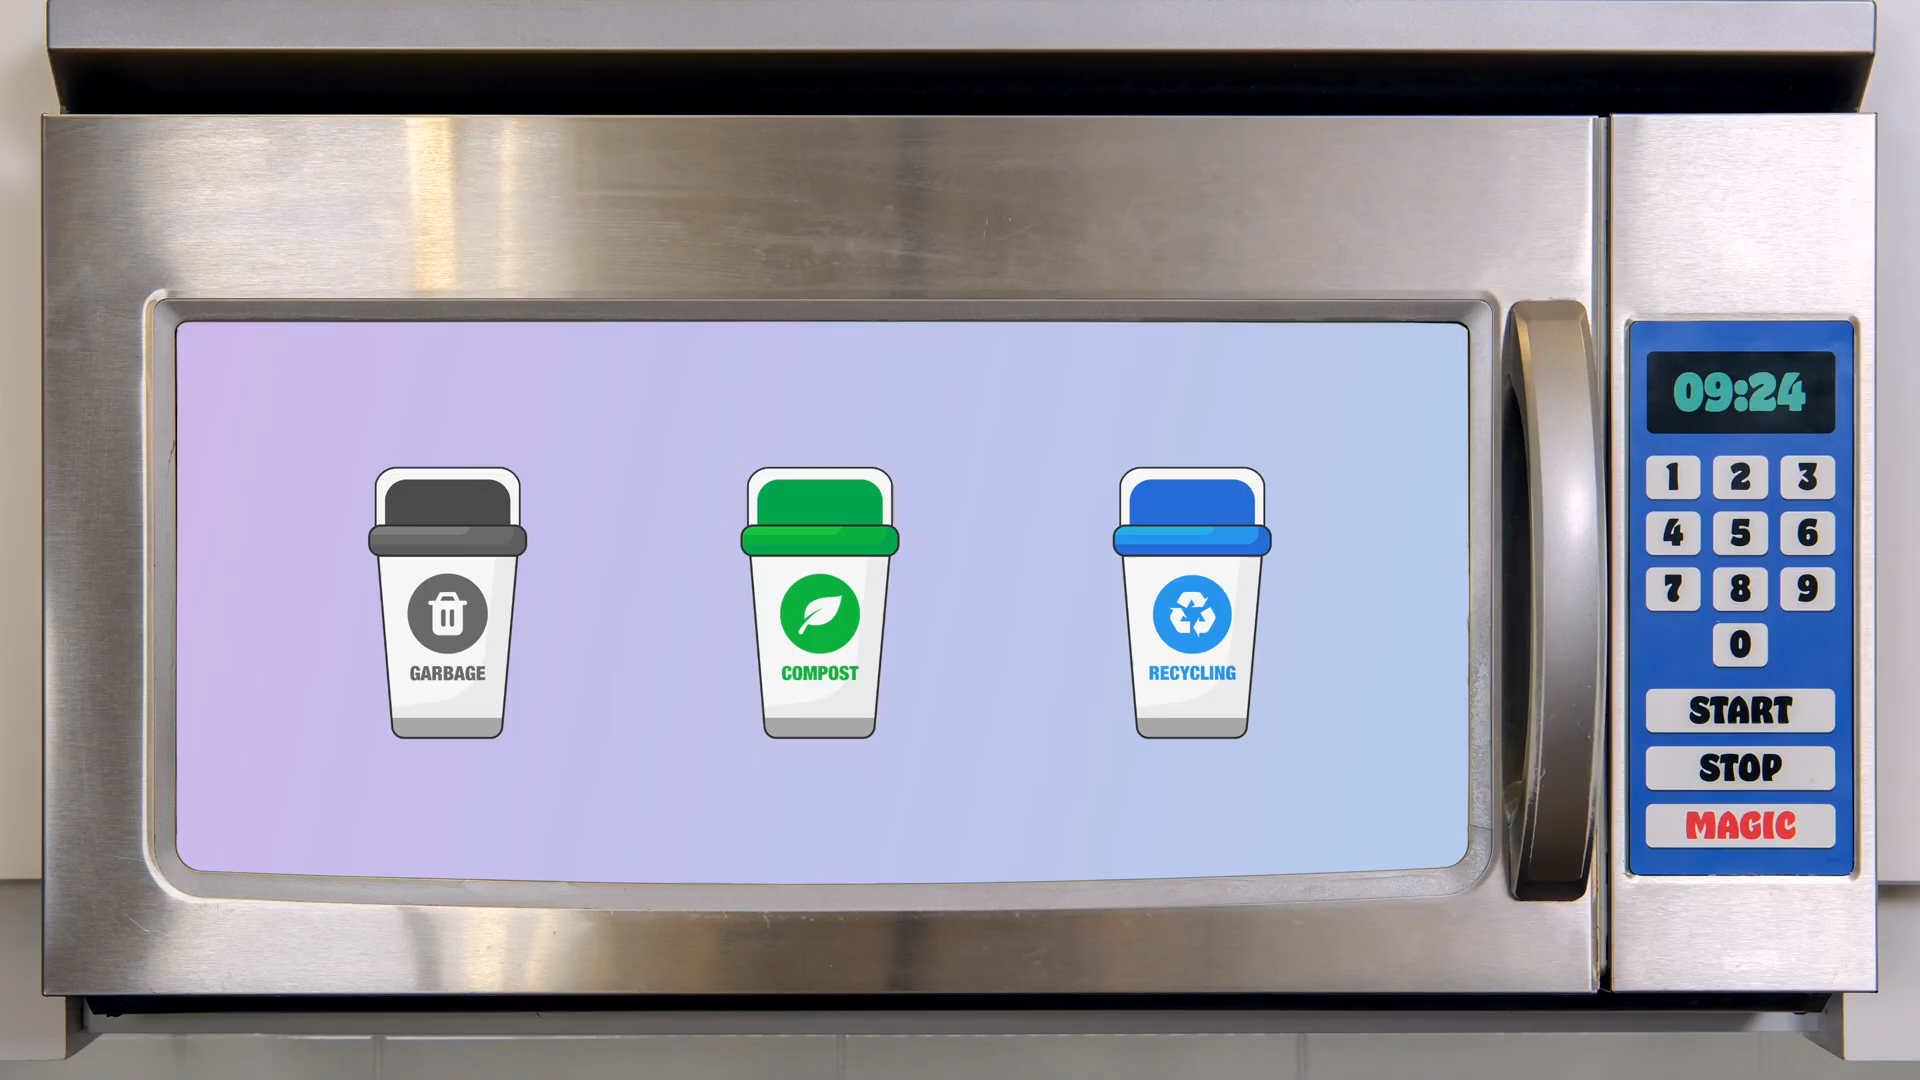 09:24
1 2 3
4 5 6
7 8 9
0
START
STOP
MAGIC
GARBAGE
COMPOST
RECYCLING